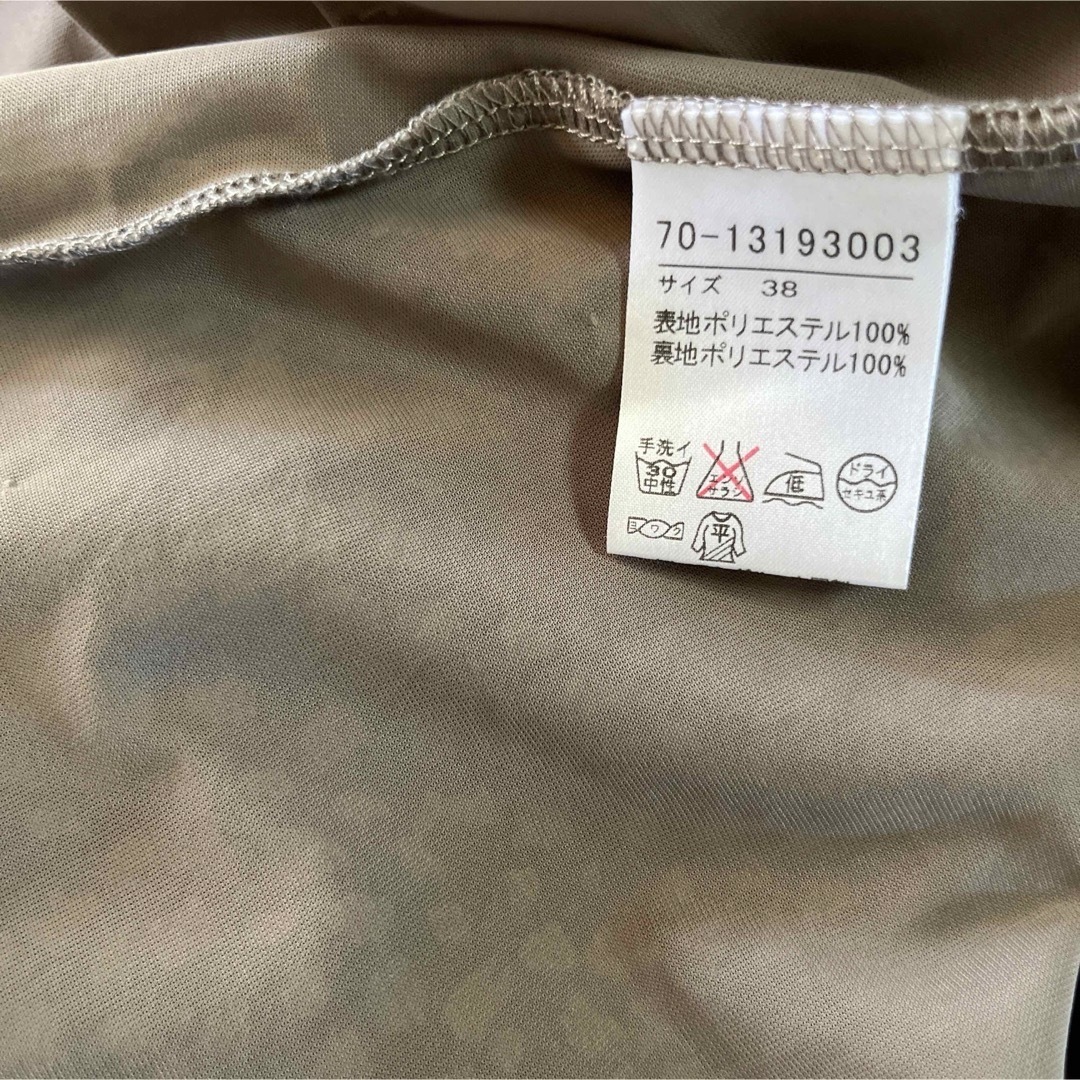 70-13193003
サイズ 38
表地ポリエステル100%
裏地ポリエステル100%
手洗イ
30
中性
エンソ
サラシ
低
ドライ
セキユ系
ヨワク
平